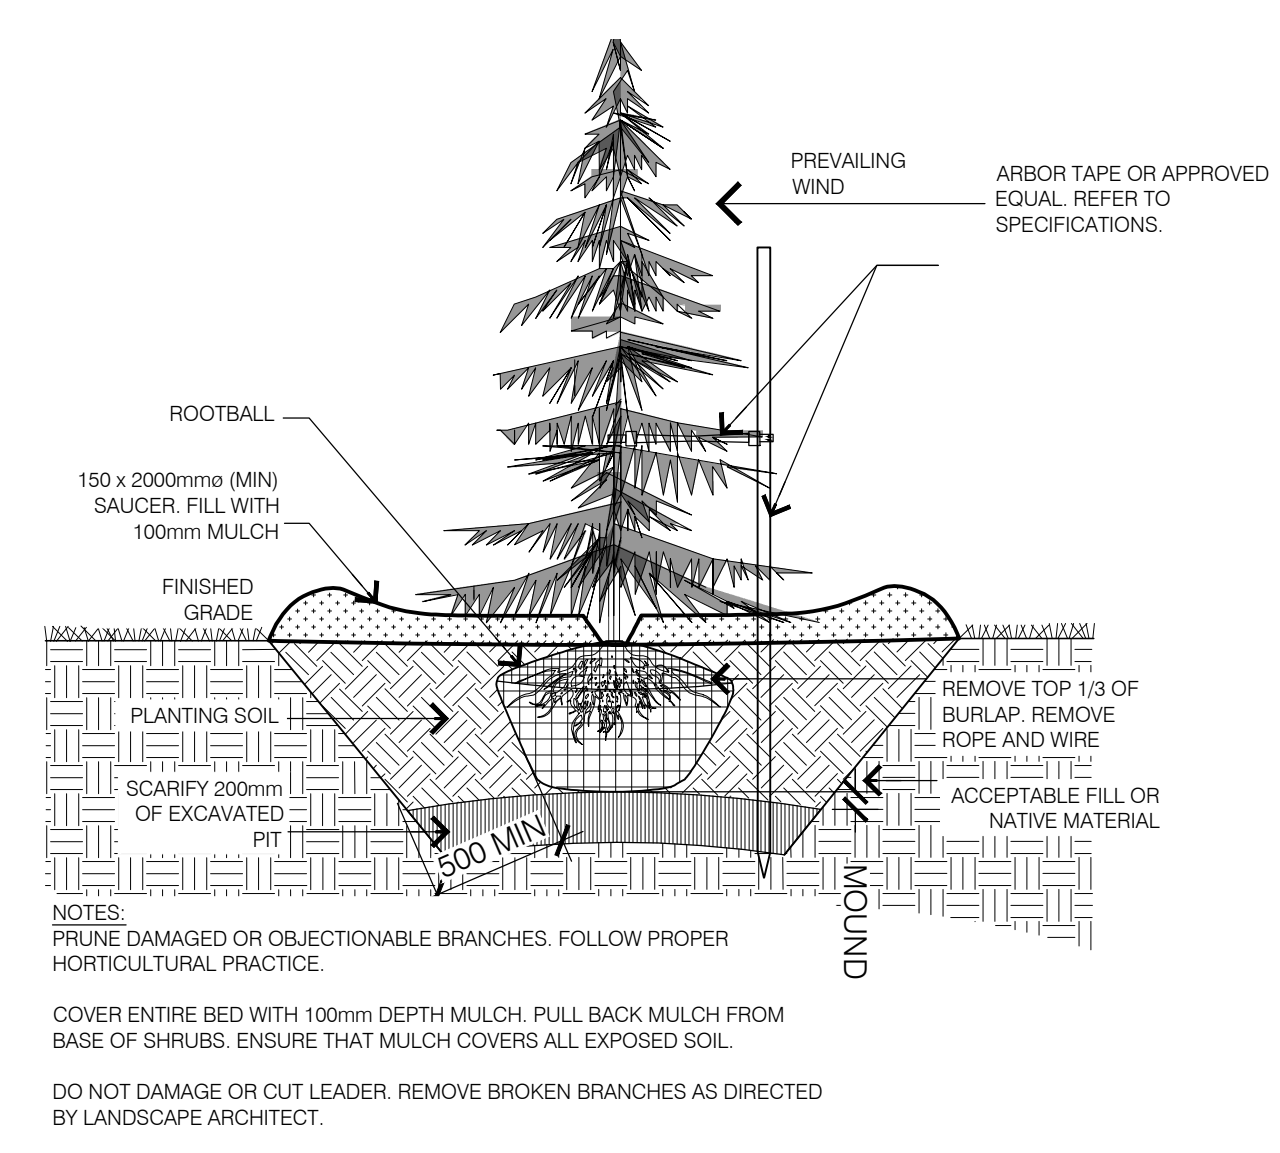 PREVAILING
WIND
ARBOR TAPE OR APPROVED
EQUAL. REFER TO
SPECIFICATIONS.
ROOTBALL
150 x 2000mmø (MIN)
SAUCER. FILL WITH
100mm MULCH
FINISHED
GRADE
REMOVE TOP 1/3 OF
BURLAP. REMOVE
ROPE AND WIRE
PLANTING SOIL
SCARIFY 200mm
OF EXCAVATED
PIT
ACCEPTABLE FILL OR
NATIVE MATERIAL
500 MIN
MOUND
NOTES:
PRUNE DAMAGED OR OBJECTIONABLE BRANCHES. FOLLOW PROPER
HORTICULTURAL PRACTICE.
COVER ENTIRE BED WITH 100mm DEPTH MULCH. PULL BACK MULCH FROM
BASE OF SHRUBS. ENSURE THAT MULCH COVERS ALL EXPOSED SOIL.
DO NOT DAMAGE OR CUT LEADER. REMOVE BROKEN BRANCHES AS DIRECTED
BY LANDSCAPE ARCHITECT.